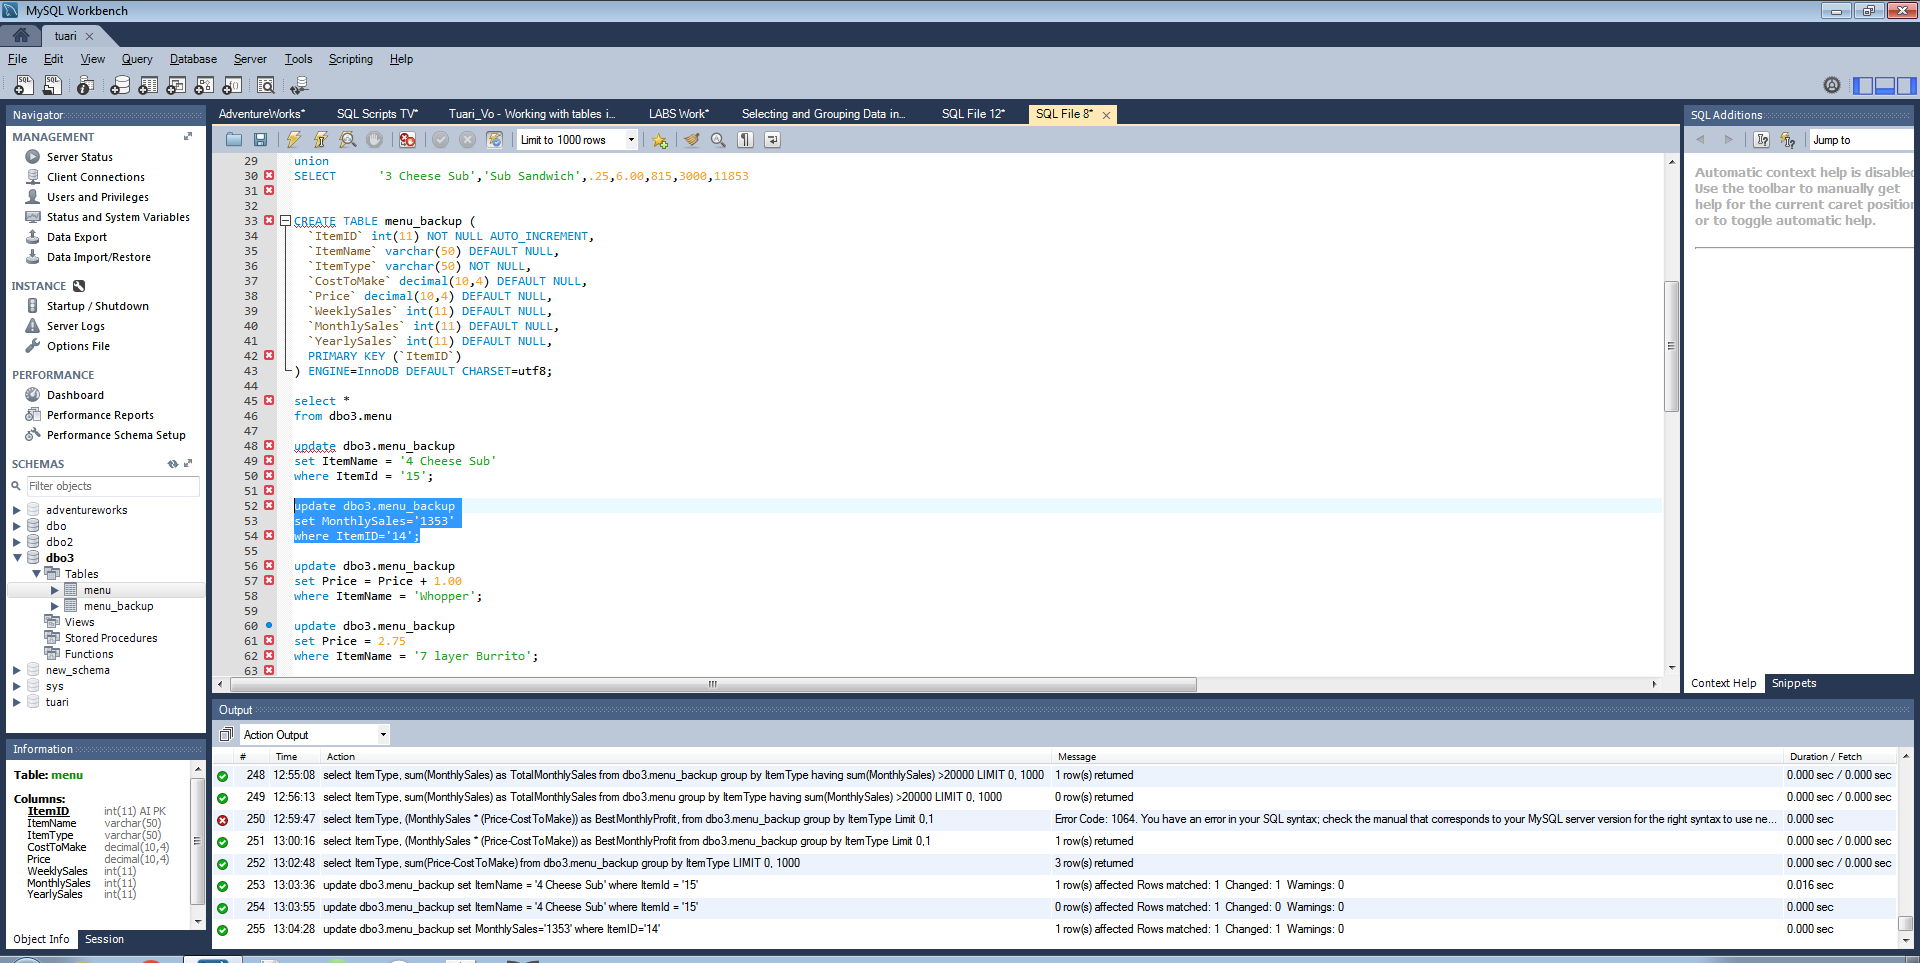 MySQL Workbench
tuari
File Edit View Query Database Server Tools Scripting Help
Navigator
MANAGEMENT
Server Status
Client Connections
Users and Privileges
Status and System Variables
Data Export
Data Import/Restore
INSTANCE
Startup / Shutdown
Server Logs
Options File
PERFORMANCE
Dashboard
Performance Reports
Performance Schema Setup
SCHEMAS
Filter objects
adventureworks
dbo
dbo2
dbo3
Tables
menu
menu_backup
Views
Stored Procedures
Functions
new_schema
sys
tuari
Information
Table: menu
Columns:
ItemID int(11) AI PK
ItemName varchar(50)
ItemType varchar(50)
CostToMake decimal(10,4)
Price decimal(10,4)
WeeklySales int(11)
MonthlySales int(11)
YearlySales int(11)
Object Info Session
AdventureWorks* SQL Scripts TV* Tuari_Vo - Working with tables i... LABS Work* Selecting and Grouping Data in... SQL File 12* SQL File 8*
Limit to 1000 rows
29 union
30 SELECT '3 Cheese Sub','Sub Sandwich',.25,6.00,815,3000,11853
31
32
33 CREATE TABLE menu_backup (
34 `ItemID` int(11) NOT NULL AUTO_INCREMENT,
35 `ItemName` varchar(50) DEFAULT NULL,
36 `ItemType` varchar(50) NOT NULL,
37 `CostToMake` decimal(10,4) DEFAULT NULL,
38 `Price` decimal(10,4) DEFAULT NULL,
39 `WeeklySales` int(11) DEFAULT NULL,
40 `MonthlySales` int(11) DEFAULT NULL,
41 `YearlySales` int(11) DEFAULT NULL,
42 PRIMARY KEY (`ItemID`)
43 ) ENGINE=InnoDB DEFAULT CHARSET=utf8;
44
45 select *
46 from dbo3.menu
47
48 update dbo3.menu_backup
49 set ItemName = '4 Cheese Sub'
50 where ItemId = '15';
51
52 update dbo3.menu_backup
53 set MonthlySales='1353'
54 where ItemID='14';
55
56 update dbo3.menu_backup
57 set Price = Price + 1.00
58 where ItemName = 'Whopper';
59
60 update dbo3.menu_backup
61 set Price = 2.75
62 where ItemName = '7 layer Burrito';
63
SQL Additions
Jump to
Automatic context help is disabled
Use the toolbar to manually get
help for the current caret position
or to toggle automatic help.
Context Help Snippets
Output
Action Output
# Time Action Message Duration / Fetch
248 12:55:08 select ItemType, sum(MonthlySales) as TotalMonthlySales from dbo3.menu_backup group by ItemType having sum(MonthlySales) >20000 LIMIT 0, 1000 1 row(s) returned 0.000 sec / 0.000 sec
249 12:56:13 select ItemType, sum(MonthlySales) as TotalMonthlySales from dbo3.menu group by ItemType having sum(MonthlySales) >20000 LIMIT 0, 1000 0 row(s) returned 0.000 sec / 0.000 sec
250 12:59:47 select ItemType, (MonthlySales * (Price-CostToMake)) as BestMonthlyProfit, from dbo3.menu_backup group by ItemType Limit 0,1 Error Code: 1064. You have an error in your SQL syntax; check the manual that corresponds to your MySQL server version for the right syntax to use ne... 0.000 sec
251 13:00:16 select ItemType, (MonthlySales * (Price-CostToMake)) as BestMonthlyProfit from dbo3.menu_backup group by ItemType Limit 0,1 1 row(s) returned 0.000 sec / 0.000 sec
252 13:02:48 select ItemType, sum(Price-CostToMake) from dbo3.menu_backup group by ItemType LIMIT 0, 1000 3 row(s) returned 0.000 sec / 0.000 sec
253 13:03:36 update dbo3.menu_backup set ItemName = '4 Cheese Sub' where ItemId = '15' 1 row(s) affected Rows matched: 1 Changed: 1 Warnings: 0 0.016 sec
254 13:03:55 update dbo3.menu_backup set ItemName = '4 Cheese Sub' where ItemId = '15' 0 row(s) affected Rows matched: 1 Changed: 0 Warnings: 0 0.000 sec
255 13:04:28 update dbo3.menu_backup set MonthlySales='1353' where ItemID='14' 1 row(s) affected Rows matched: 1 Changed: 1 Warnings: 0 0.000 sec